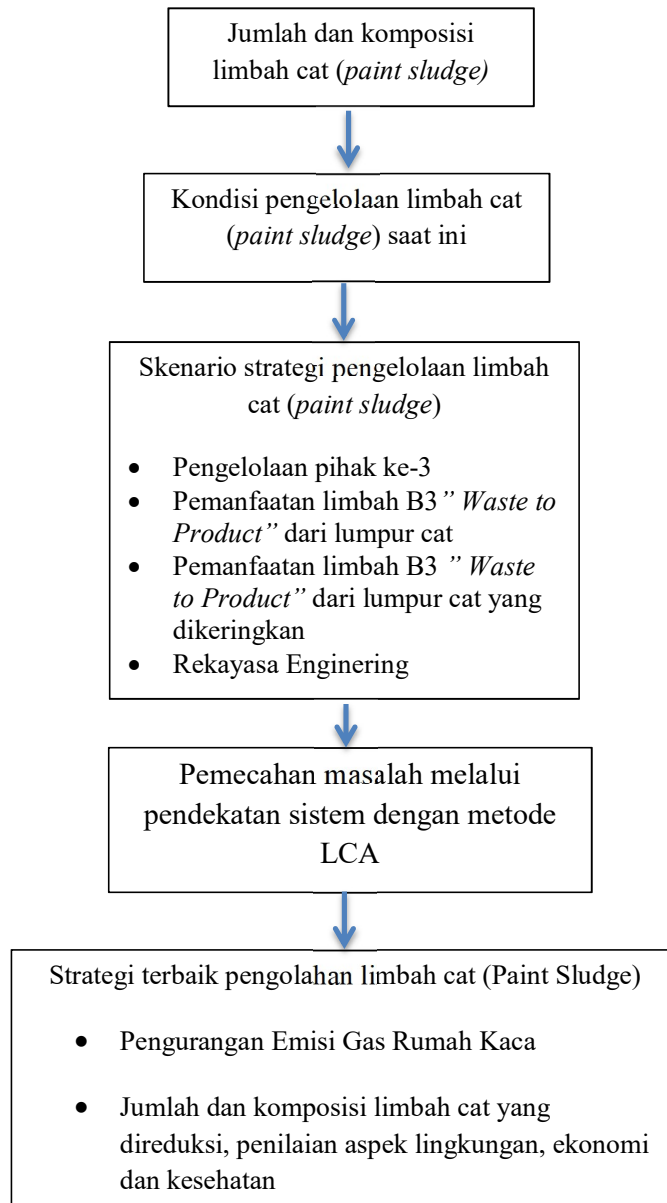 Jumlah dan komposisi
limbah cat (paint sludge)
Kondisi pengelolaan limbah cat
(paint sludge) saat ini
Skenario strategi pengelolaan limbah
cat (paint sludge)
• Pengelolaan pihak ke-3
• Pemanfaatan limbah B3” Waste to
Product” dari lumpur cat
• Pemanfaatan limbah B3 ” Waste
to Product” dari lumpur cat yang
dikeringkan
• Rekayasa Enginering
Pemecahan masalah melalui
pendekatan sistem dengan metode
LCA
Strategi terbaik pengolahan limbah cat (Paint Sludge)
• Pengurangan Emisi Gas Rumah Kaca
• Jumlah dan komposisi limbah cat yang
direduksi, penilaian aspek lingkungan, ekonomi
dan kesehatan